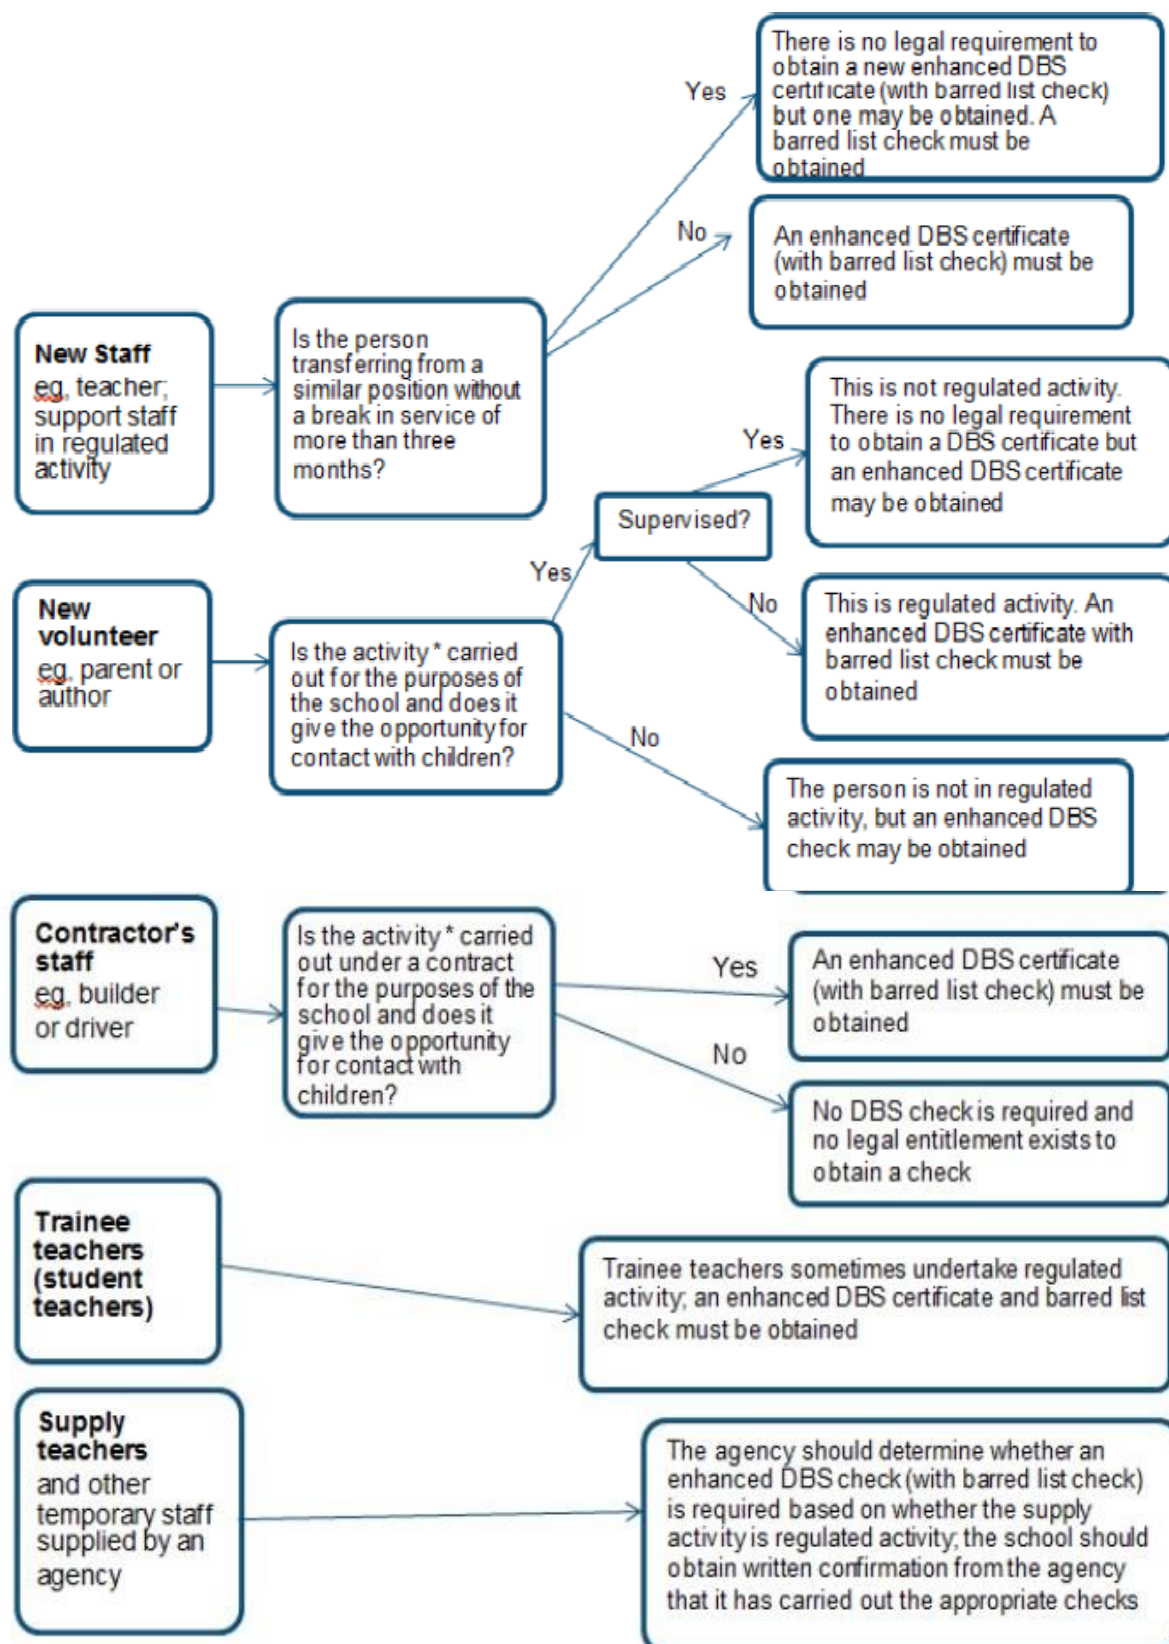 New Staff
eg, teacher;
support staff
in regulated
activity
Is the person
transferring from a
similar position without
a break in service of
more than three
months?
Yes
There is no legal requirement to
obtain a new enhanced DBS
certificate (with barred list check)
but one may be obtained. A
barred list check must be
obtained
No
An enhanced DBS certificate
(with barred list check) must be
obtained
New
volunteer
eg, parent or
author
Is the activity * carried
out for the purposes of
the school and does it
give the opportunity for
contact with children?
Yes
Supervised?
Yes
This is not regulated activity.
There is no legal requirement
to obtain a DBS certificate but
an enhanced DBS certificate
may be obtained
No
This is regulated activity. An
enhanced DBS certificate with
barred list check must be
obtained
No
The person is not in regulated
activity, but an enhanced DBS
check may be obtained
Contractor's
staff
eg, builder
or driver
Is the activity * carried
out under a contract
for the purposes of the
school and does it
give the opportunity
for contact with
children?
Yes
An enhanced DBS certificate
(with barred list check) must be
obtained
No
No DBS check is required and
no legal entitlement exists to
obtain a check
Trainee
teachers
(student
teachers)
Trainee teachers sometimes undertake regulated
activity; an enhanced DBS certificate and barred list
check must be obtained
Supply
teachers
and other
temporary staff
supplied by an
agency
The agency should determine whether an
enhanced DBS check (with barred list check)
is required based on whether the supply
activity is regulated activity; the school should
obtain written confirmation from the agency
that it has carried out the appropriate checks